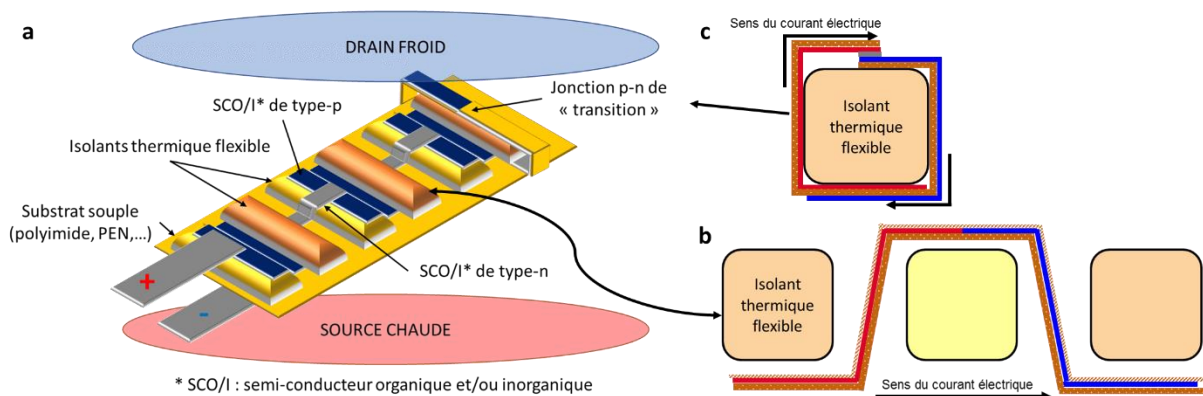 a
DRAIN FROID
SCO/I* de type-p
Isolants thermique flexible
Substrat souple
(polyimide, PEN,...)
+
-
SCO/I* de type-n
SOURCE CHAUDE
* SCO/I : semi-conducteur organique et/ou inorganique
Jonction p-n de
« transition »
c
Sens du courant électrique
Isolant
thermique
flexible
b
Isolant
thermique
flexible
Sens du courant électrique